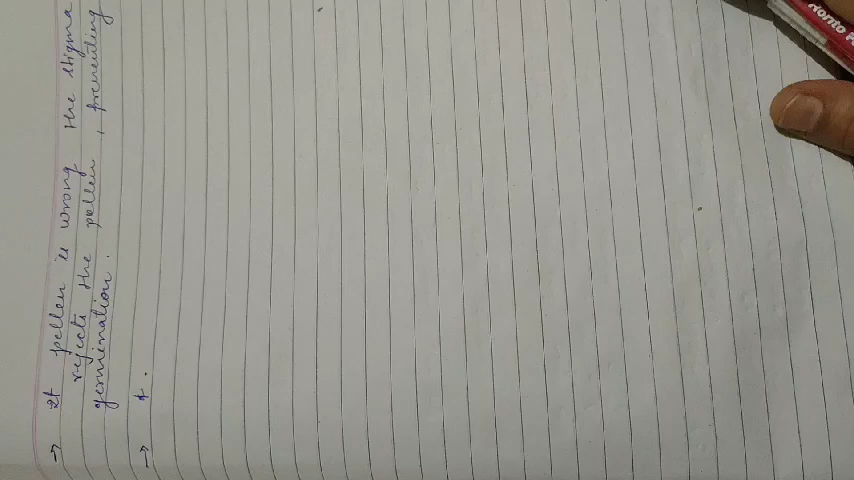 → If pollen is wrong the stigma
rejects the pollen, preventing
germination.
→